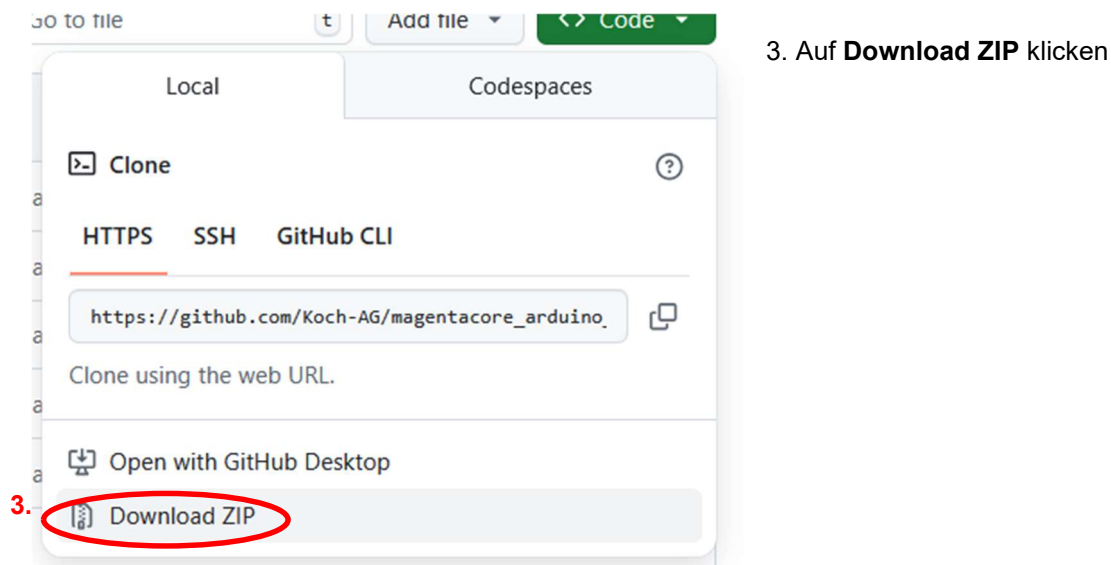 to file
t
Add file
<> Code
3. Auf Download ZIP klicken
Local
Codespaces
Clone
HTTPS SSH GitHub CLI
https://github.com/Koch-AG/magentacore_arduino_
Clone using the web URL.
Open with GitHub Desktop
3.
Download ZIP